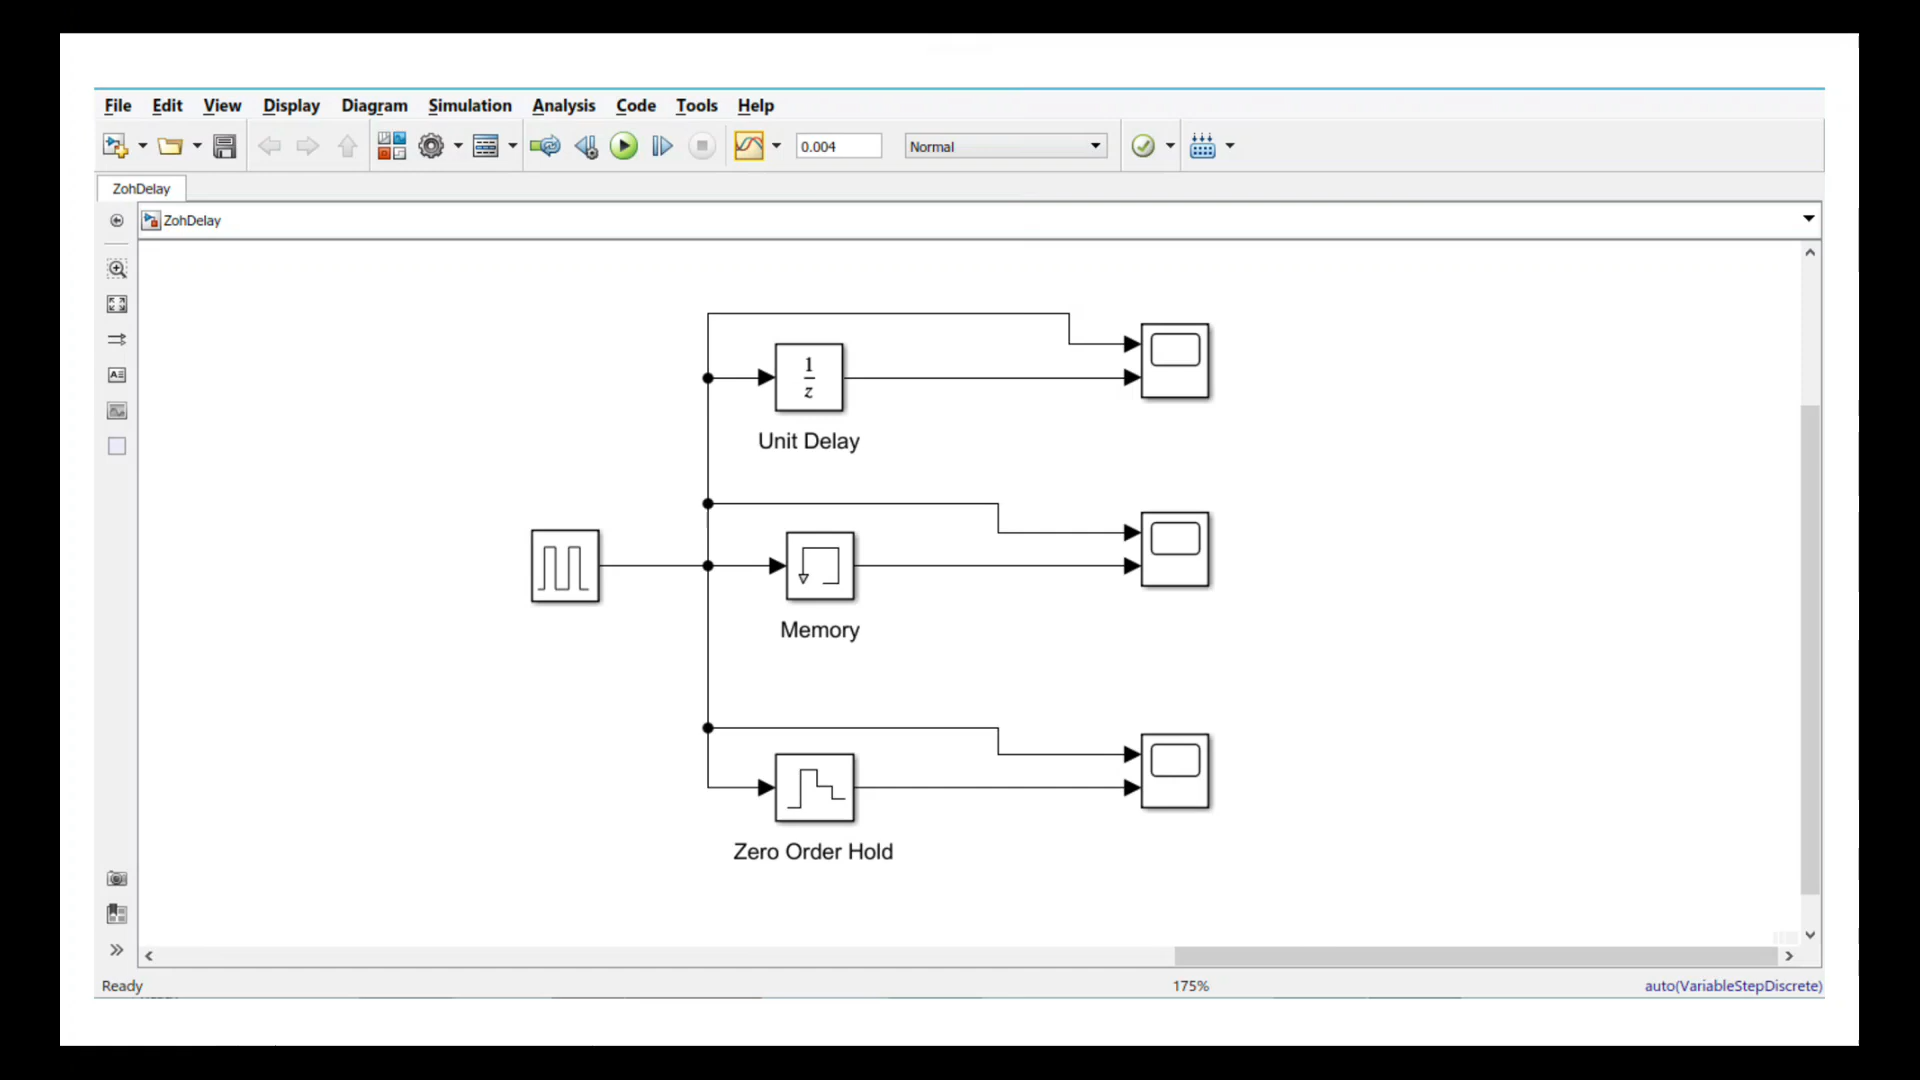 File Edit View Display Diagram Simulation Analysis Code Tools Help
0.004 Normal
ZohDelay
ZohDelay
1
z
Unit Delay
Memory
Zero Order Hold
Ready 175% auto(VariableStepDiscrete)